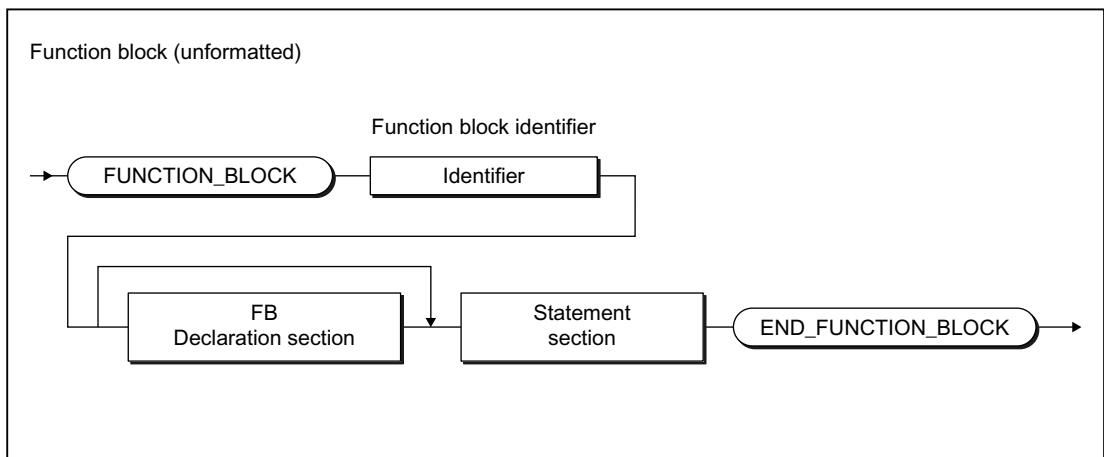 Function block (unformatted)
Function block identifier
FUNCTION_BLOCK
Identifier
FB
Declaration section
Statement
section
END_FUNCTION_BLOCK